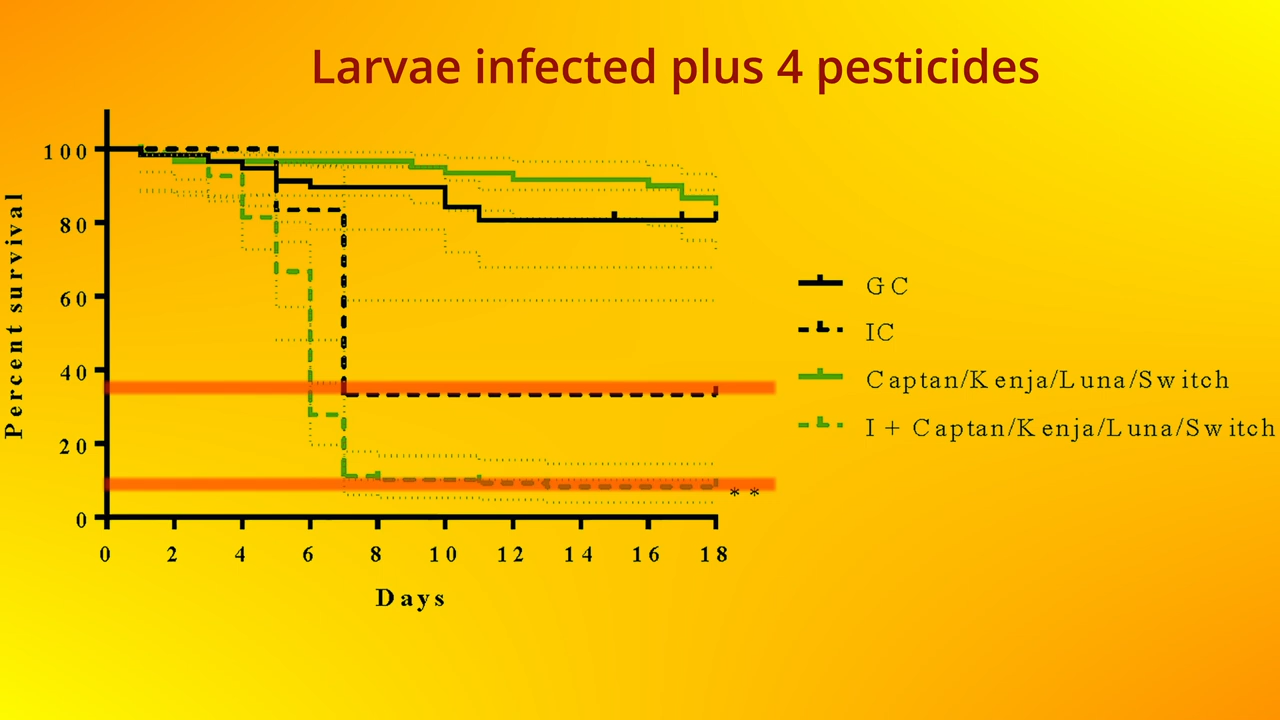 Larvae infected plus 4 pesticides
Percent survival
100
80
60
40
20
0
0 2 4 6 8 10 12 14 16 18
Days
GC
IC
Captan/Kenja/Luna/Switch
I + Captan/Kenja/Luna/Switch
**